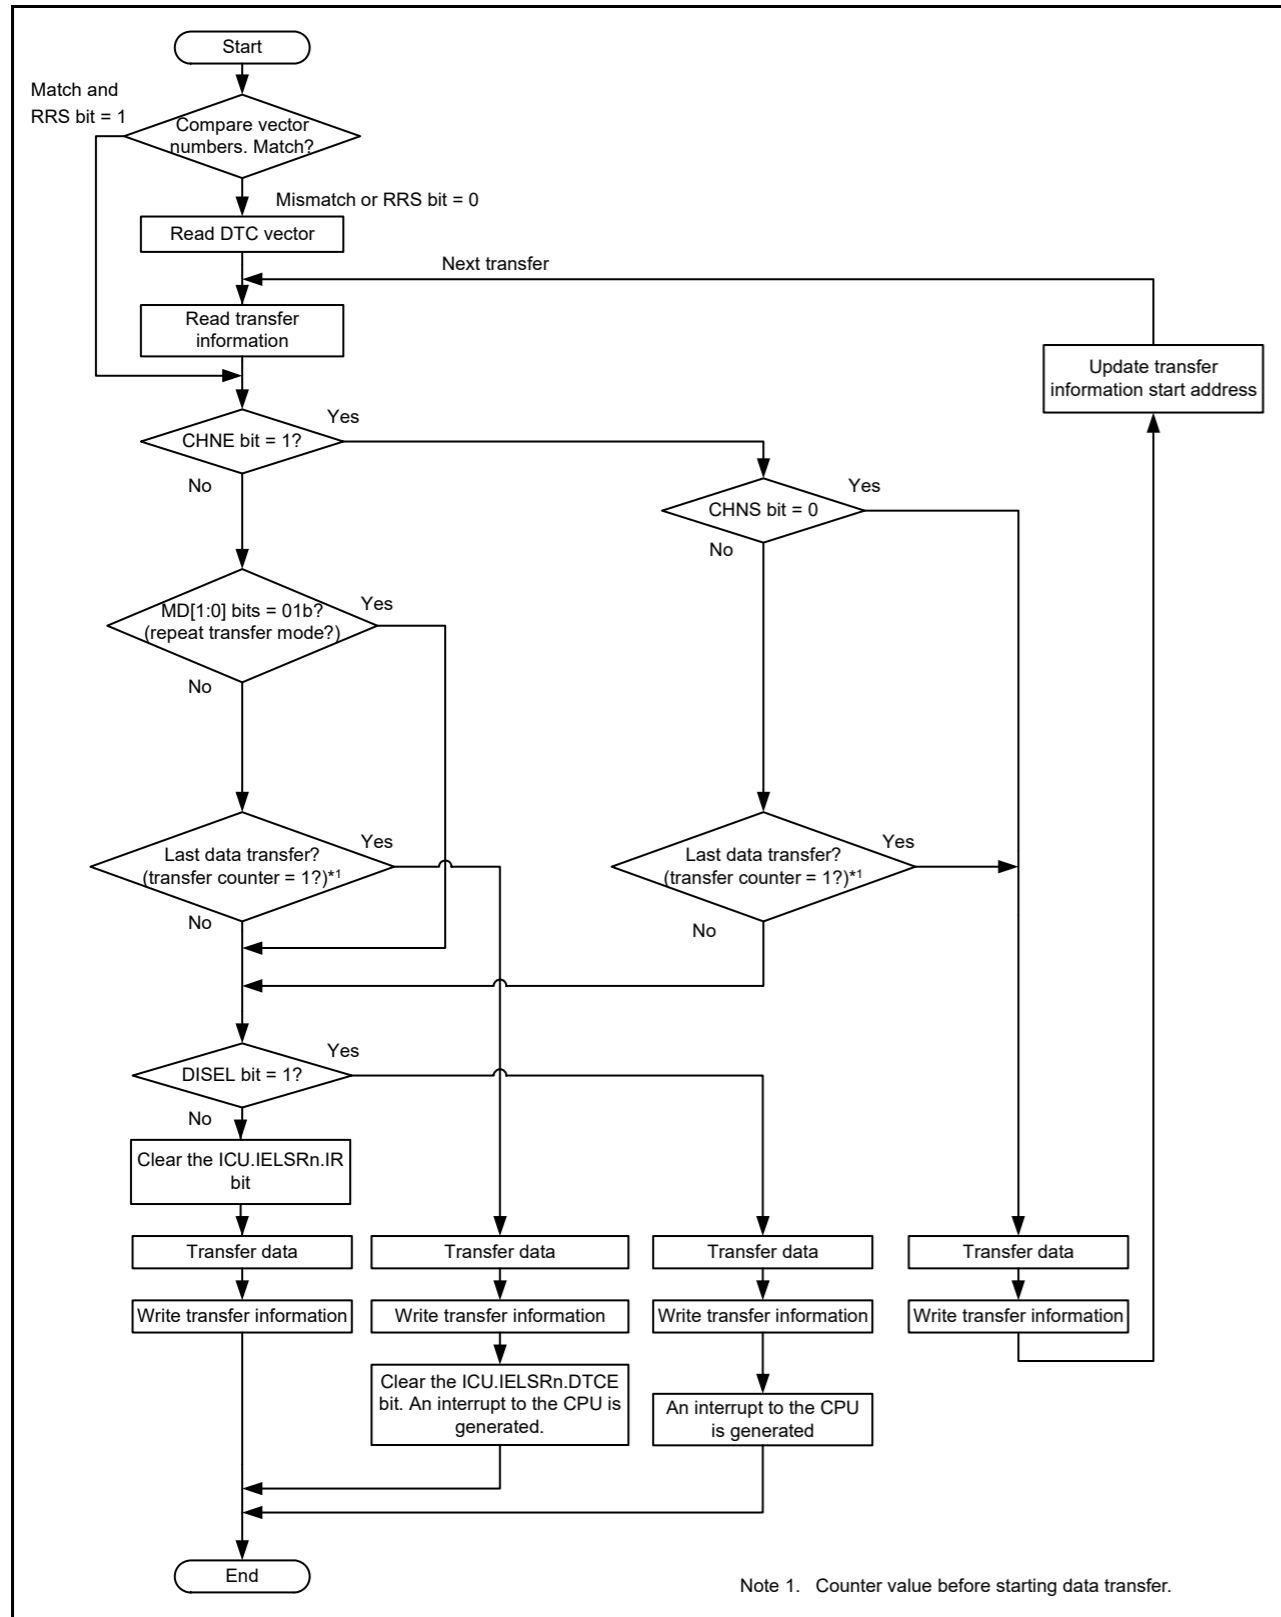 Start
Match and
RRS bit = 1
Compare vector
numbers. Match?
Mismatch or RRS bit = 0
Read DTC vector
Next transfer
Read transfer
information
Update transfer
information start address
Yes
CHNE bit = 1?
No
Yes
CHNS bit = 0
No
MD[1:0] bits = 01b?
(repeat transfer mode?)
Yes
No
Last data transfer?
(transfer counter = 1?)*1
Yes
No
Last data transfer?
(transfer counter = 1?)*1
Yes
No
Yes
DISEL bit = 1?
No
Clear the ICU.IELSRn.IR
bit
Transfer data
Transfer data
Transfer data
Transfer data
Write transfer information
Write transfer information
Write transfer information
Write transfer information
Clear the ICU.IELSRn.DTCE
bit. An interrupt to the CPU is
generated.
An interrupt to the CPU
is generated
End
Note 1. Counter value before starting data transfer.